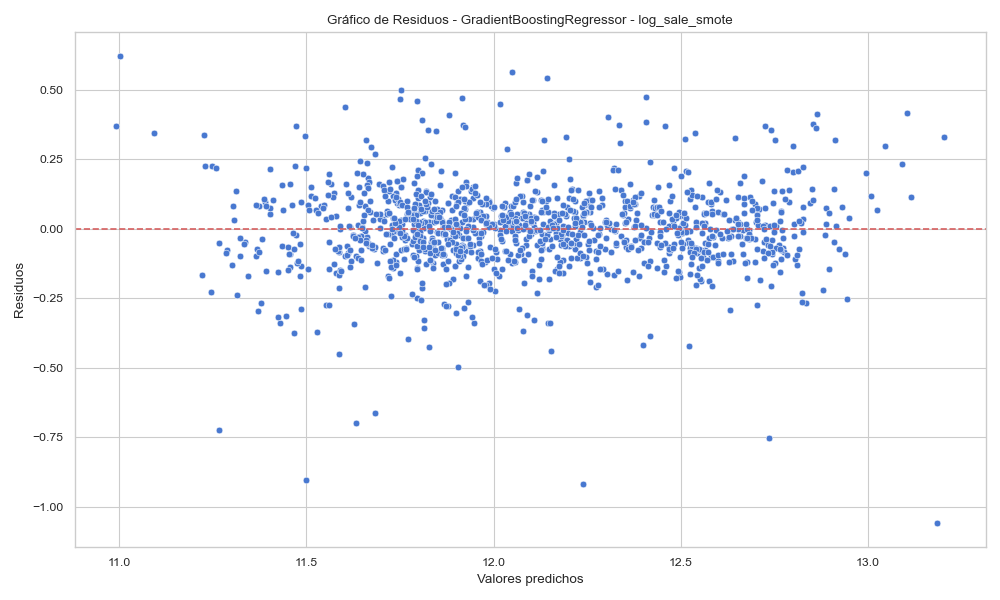 Gráfico de Residuos - GradientBoostingRegressor - log_sale_smote
Residuos
0.50
0.25
0.00
−0.25
−0.50
−0.75
−1.00
11.0 11.5 12.0 12.5 13.0
Valores predichos